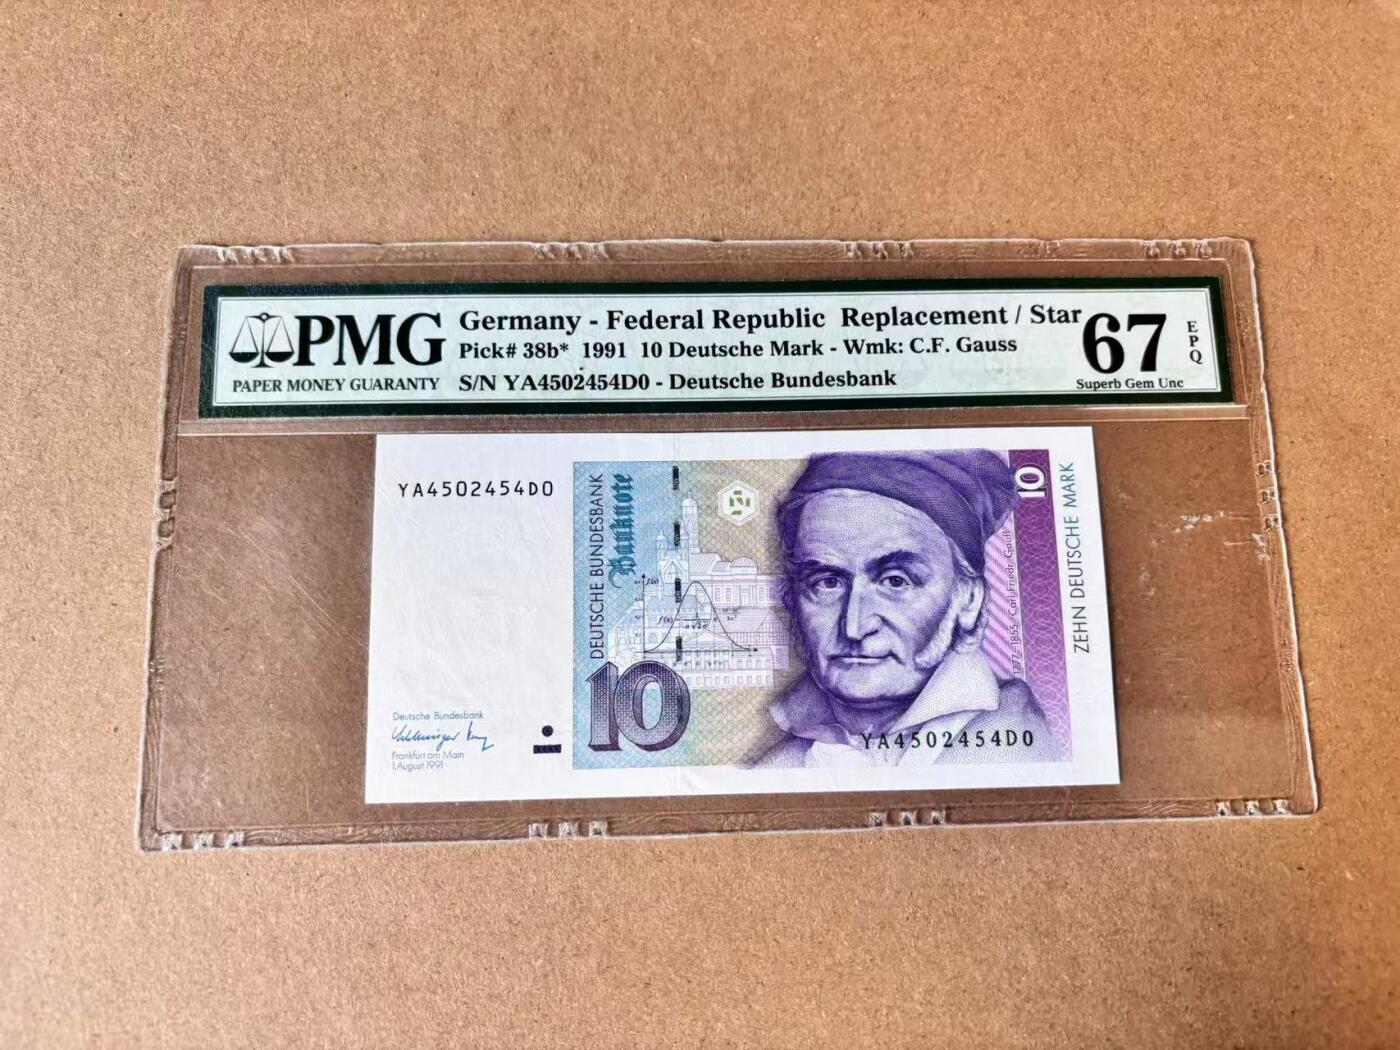 PMG
PAPER MONEY GUARANTY
Germany - Federal Republic Replacement / Star
Pick# 38b* 1991 10 Deutsche Mark - Wmk: C.F. Gauss
S/N YA4502454D0 - Deutsche Bundesbank
67
EPQ
Superb Gem Unc
YA4502454D0
DEUTSCHE BUNDESBANK
Banknote
10
ZEHN DEUTSCHE MARK
1777-1855 Carl Friedr. Gauß
10
YA4502454D0
Deutsche Bundesbank
Frankfurt am Main
1. August 1991